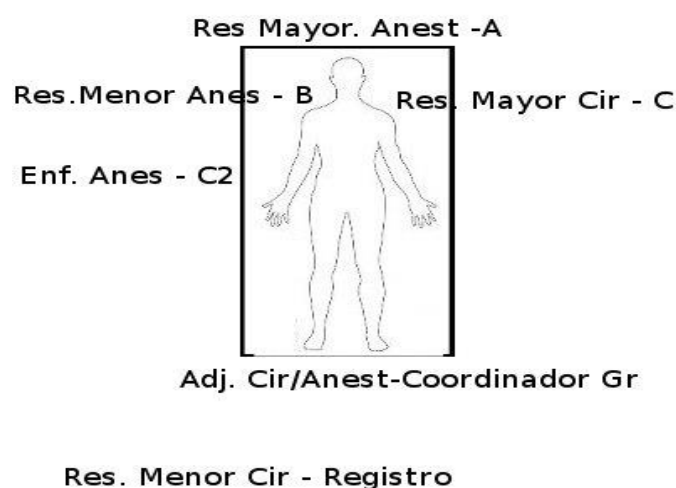 Res Mayor. Anest -A
Res.Menor Anes - B
Res. Mayor Cir - C
Enf. Anes - C2
Adj. Cir/Anest-Coordinador Gr
Res. Menor Cir - Registro